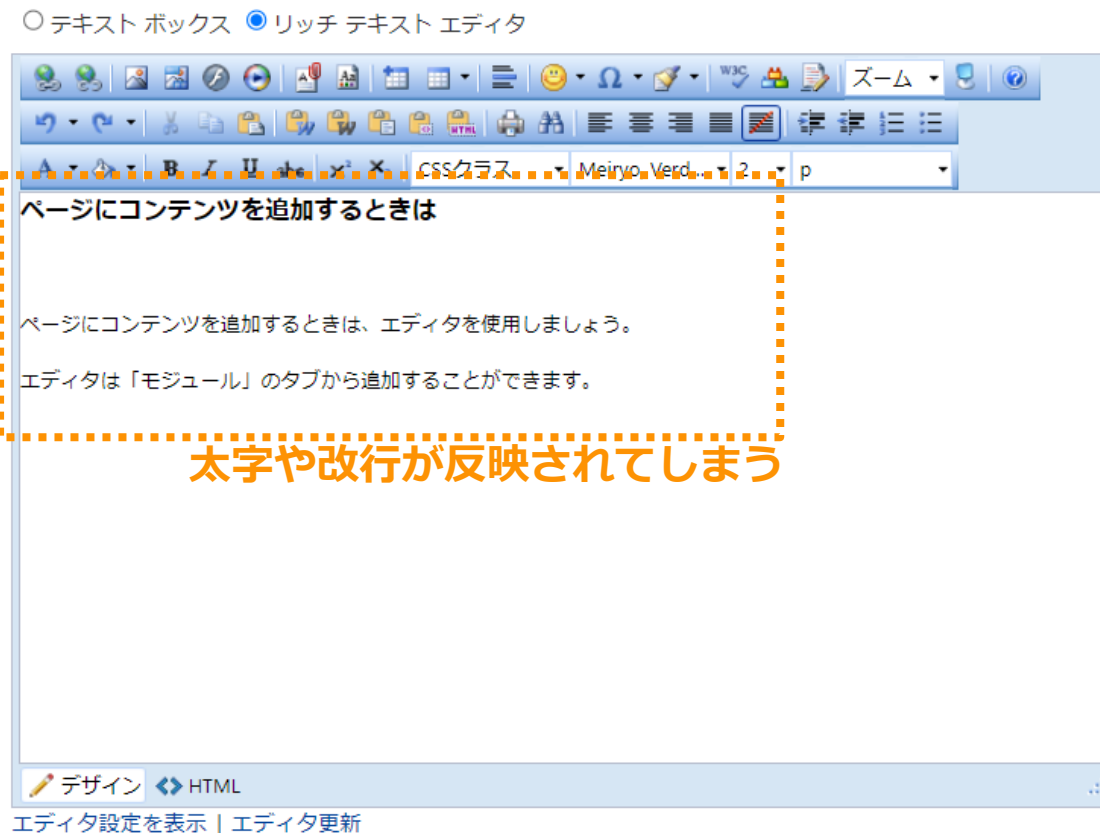 テキスト ボックス リッチ テキスト エディタ
W3C ズーム
HTML
A B I U abc x² X₂ CSSクラス Meiryo, Verd... 2 p
ページにコンテンツを追加するときは
ページにコンテンツを追加するときは、エディタを使用しましょう。
エディタは「モジュール」のタブから追加することができます。
太字や改行が反映されてしまう
デザイン HTML
エディタ設定を表示 | エディタ更新